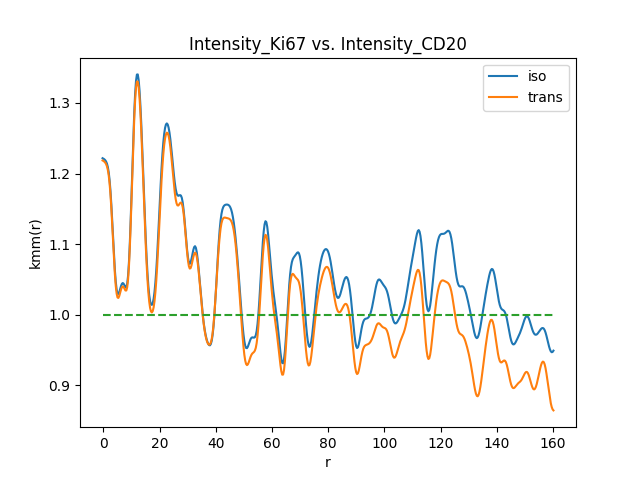 Intensity_Ki67 vs. Intensity_CD20
iso
trans
kmm(r)
1.3
1.2
1.1
1.0
0.9
0 20 40 60 80 100 120 140 160
r